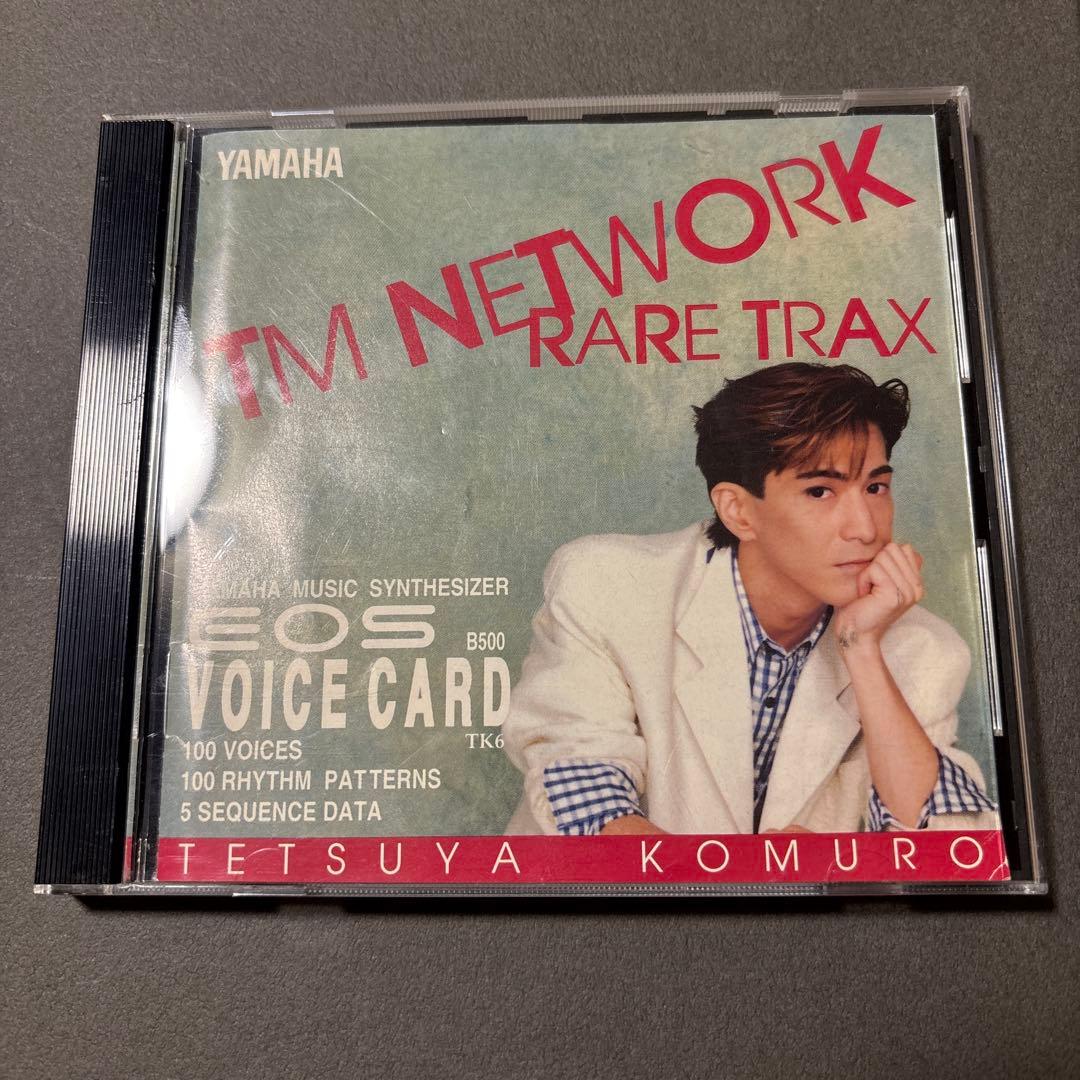 YAMAHA
TM NETWORK
RARE TRAX
YAMAHA MUSIC SYNTHESIZER
EOS B500
VOICE CARD
TK6
100 VOICES
100 RHYTHM PATTERNS
5 SEQUENCE DATA
TETSUYA KOMURO